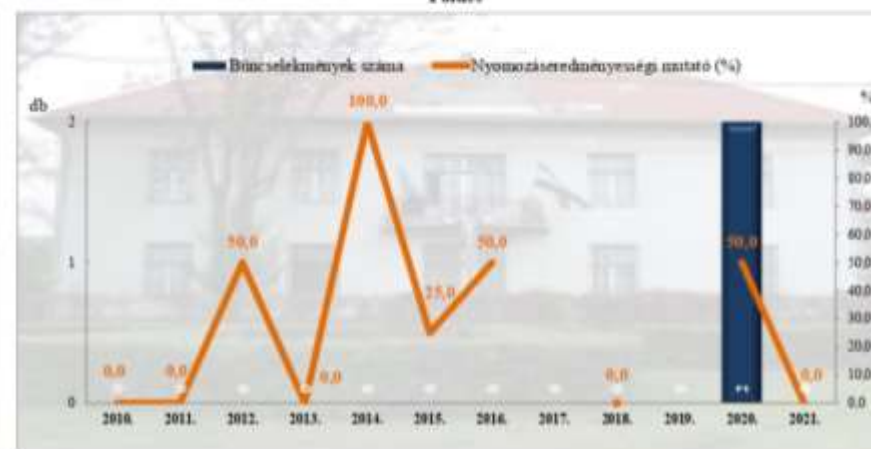 Bűncselekmények száma Nyomozáseredményességi mutató (%)
db %
2 100,0 100,0
90,0
80,0
70,0
60,0
1 50,0 50,0 50,0 50,0
40,0
25,0 30,0
20,0
0,0 0,0 0,0 0,0 0,0 10,0
0 0,0
2010. 2011. 2012. 2013. 2014. 2015. 2016. 2017. 2018. 2019. 2020. 2021.